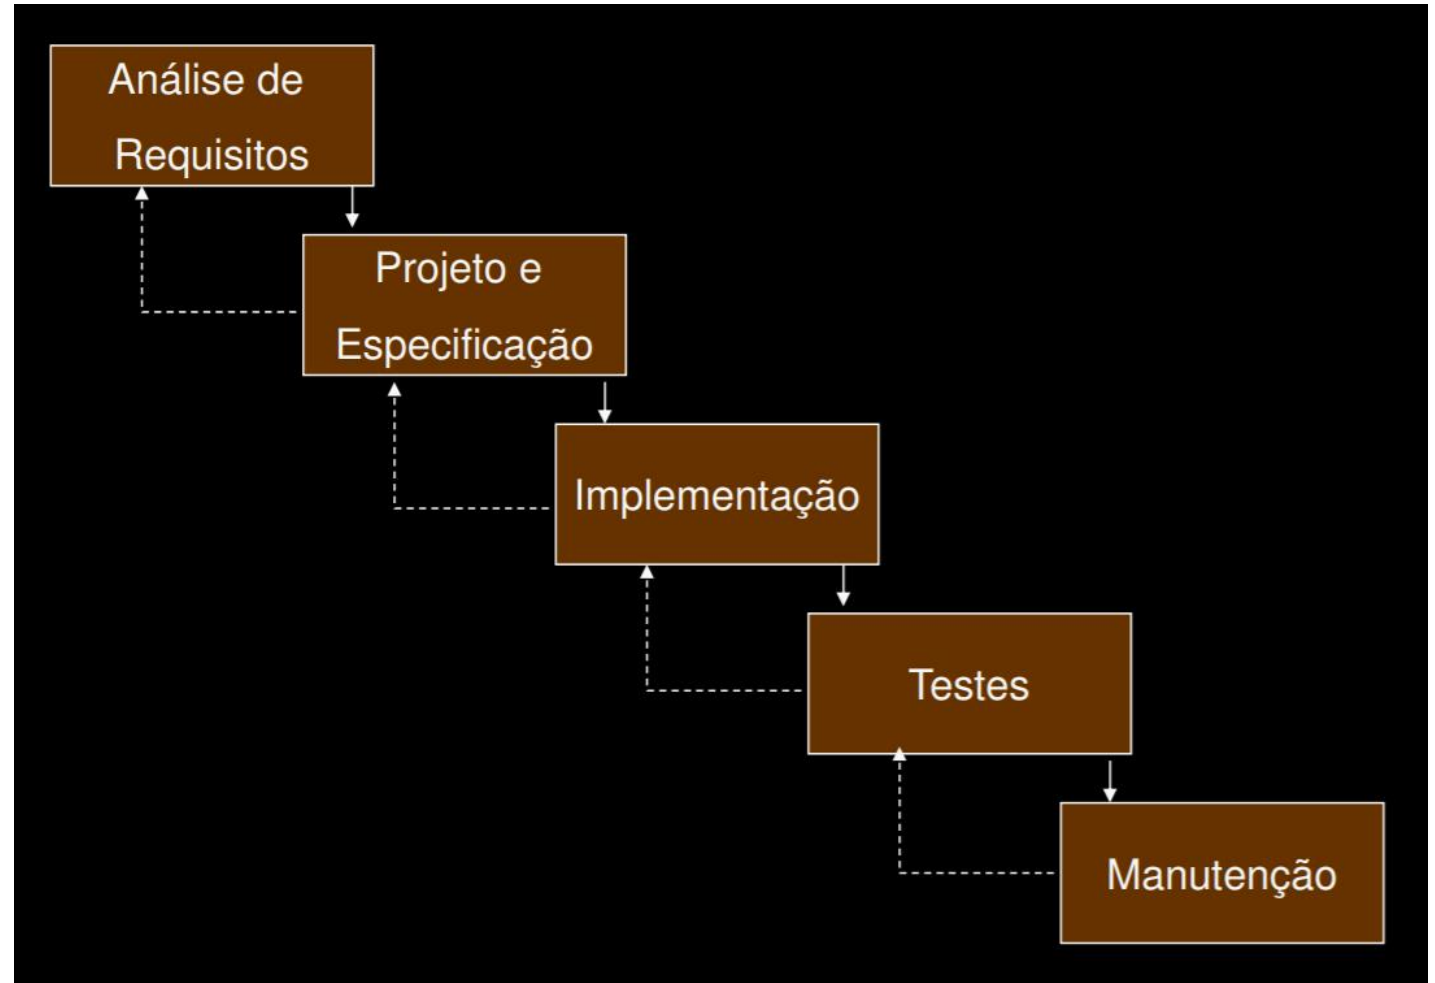 Análise de
Requisitos
Projeto e
Especificação
Implementação
Testes
Manutenção